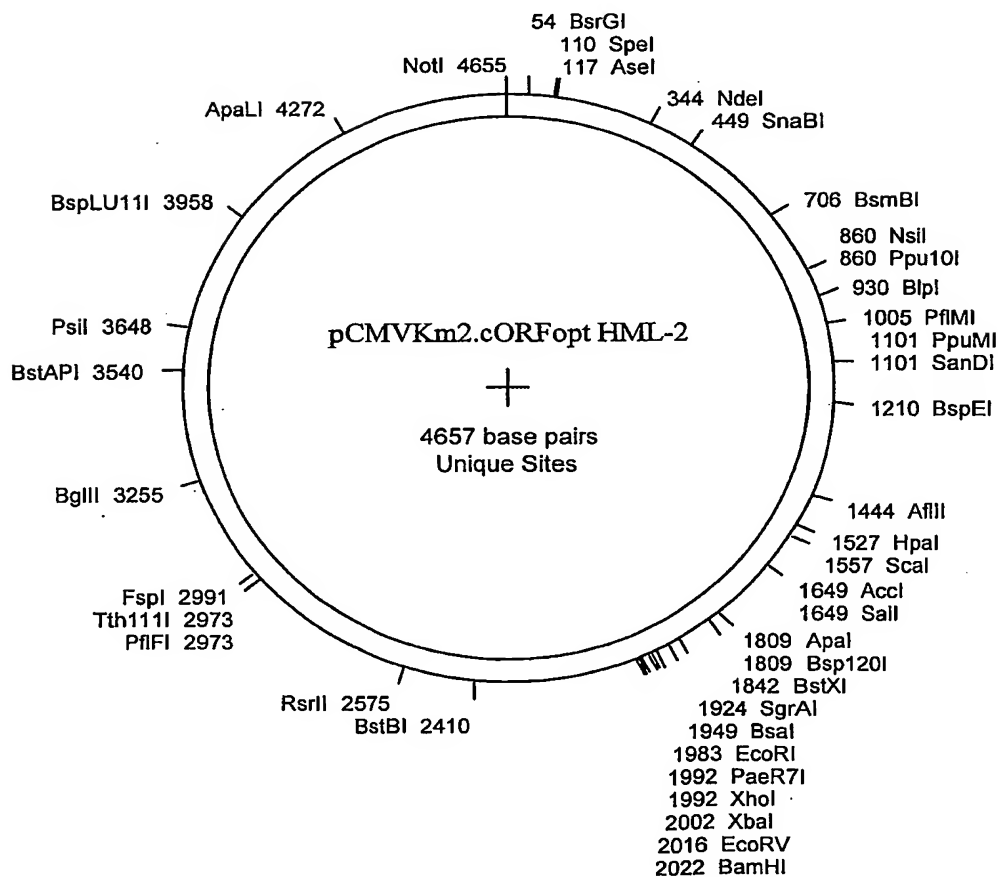 54 BsrGI
110 SpeI
117 AseI
NotI 4655
ApaLI 4272
344 NdeI
449 SnaBI
BspLU11I 3958
706 BsmBI
860 NsiI
860 Ppu10I
930 BlpI
PsiI 3648
BstAPI 3540
pCMVKm2.cORFopt HML-2
1005 PflMI
1101 PpuMI
1101 SanDI
1210 BspEI
4657 base pairs
Unique Sites
BglII 3255
1444 AflII
1527 HpaI
1557 ScaI
1649 AccI
1649 SalI
FspI 2991
Tth111I 2973
PflFI 2973
1809 ApaI
1809 Bsp120I
1842 BstXI
RsrII 2575
BstBI 2410
1924 SgrAI
1949 BsaI
1983 EcoRI
1992 PaeR7I
1992 XhoI
2002 XbaI
2016 EcoRV
2022 BamHI